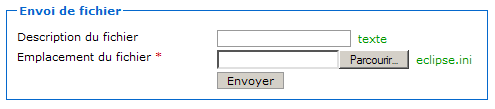 Envoi de fichier
Description du fichier texte
Emplacement du fichier * Parcourir... eclipse.ini
Envoyer